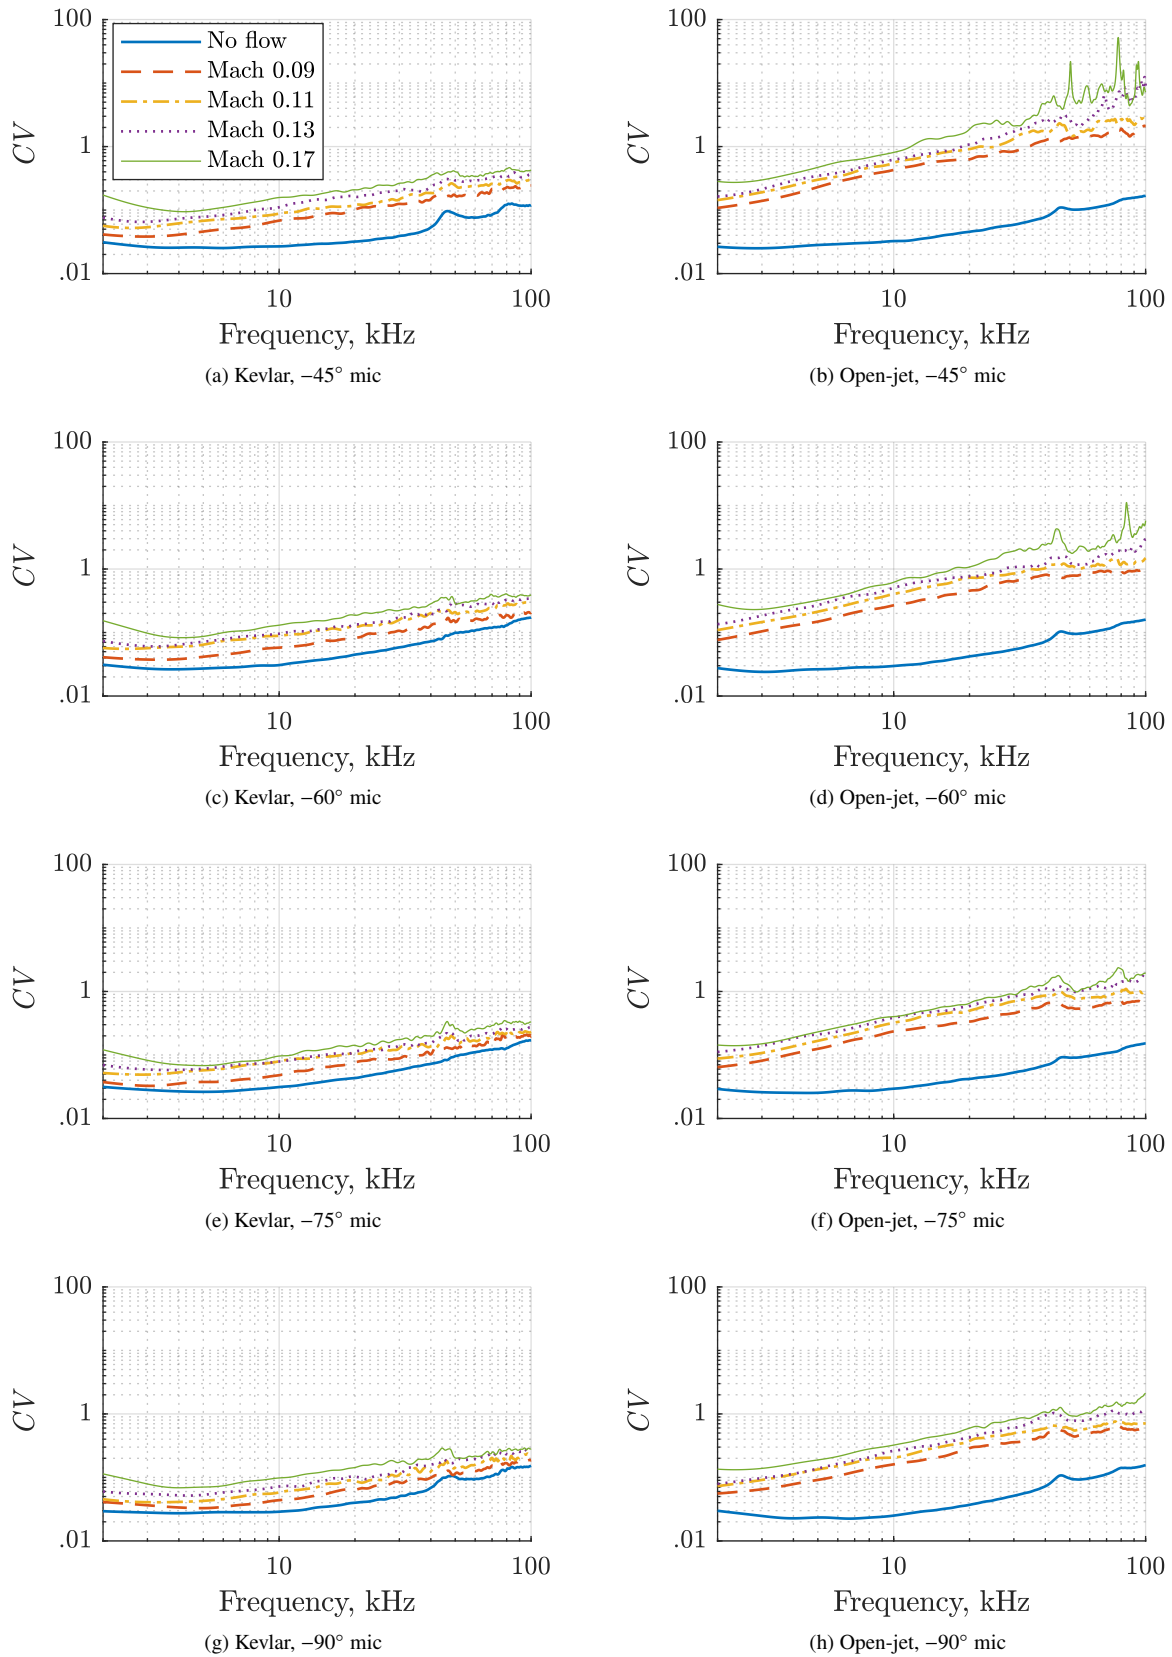 100
1
.01
CV
10
100
Frequency, kHz
No flow
Mach 0.09
Mach 0.11
Mach 0.13
Mach 0.17
(a) Kevlar, −45° mic
100
1
.01
CV
10
100
Frequency, kHz
(b) Open-jet, −45° mic
100
1
.01
CV
10
100
Frequency, kHz
(c) Kevlar, −60° mic
100
1
.01
CV
10
100
Frequency, kHz
(d) Open-jet, −60° mic
100
1
.01
CV
10
100
Frequency, kHz
(e) Kevlar, −75° mic
100
1
.01
CV
10
100
Frequency, kHz
(f) Open-jet, −75° mic
100
1
.01
CV
10
100
Frequency, kHz
(g) Kevlar, −90° mic
100
1
.01
CV
10
100
Frequency, kHz
(h) Open-jet, −90° mic